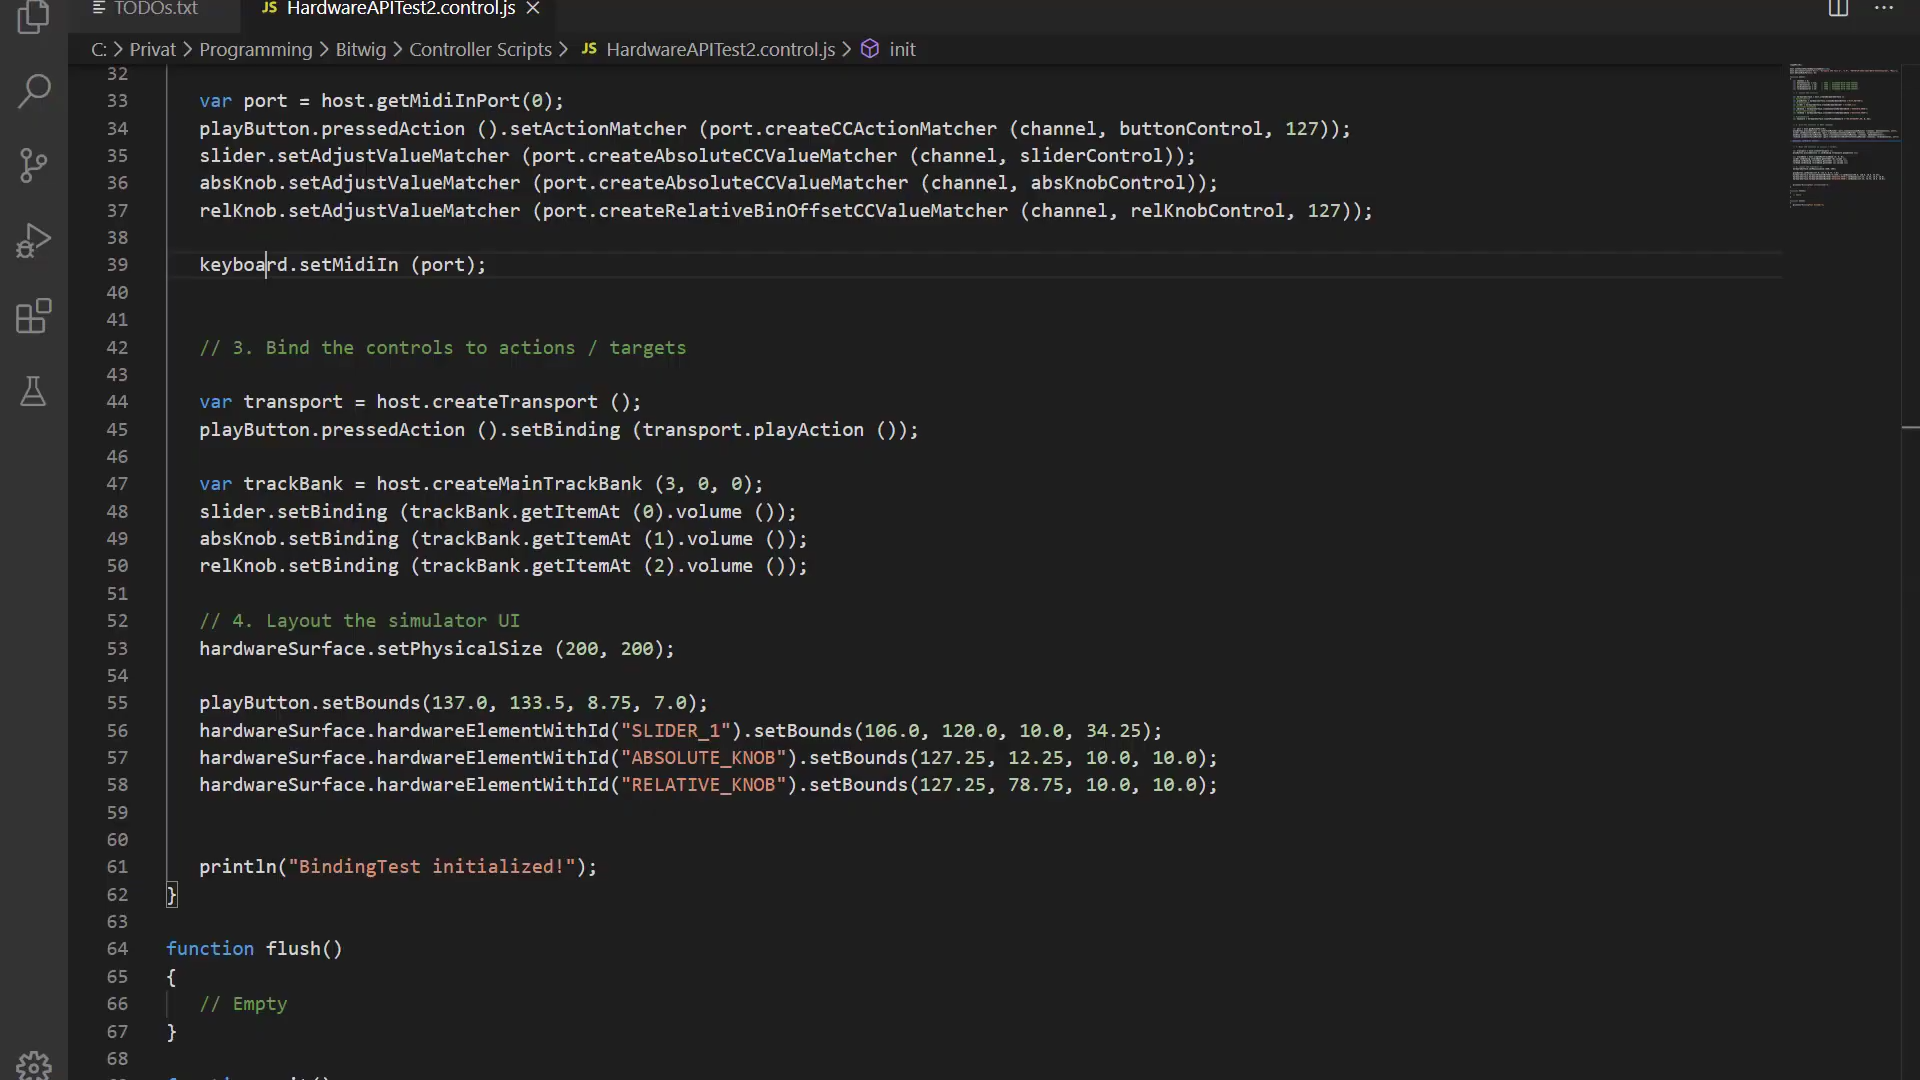 TODOs.txt
JS HardwareAPITest2.control.js
C: > Privat > Programming > Bitwig > Controller Scripts > JS HardwareAPITest2.control.js > init
32
33 var port = host.getMidiInPort(0);
34 playButton.pressedAction ().setActionMatcher (port.createCCActionMatcher (channel, buttonControl, 127));
35 slider.setAdjustValueMatcher (port.createAbsoluteCCValueMatcher (channel, sliderControl));
36 absKnob.setAdjustValueMatcher (port.createAbsoluteCCValueMatcher (channel, absKnobControl));
37 relKnob.setAdjustValueMatcher (port.createRelativeBinOffsetCCValueMatcher (channel, relKnobControl, 127));
38
39 keyboard.setMidiIn (port);
40
41
42 // 3. Bind the controls to actions / targets
43
44 var transport = host.createTransport ();
45 playButton.pressedAction ().setBinding (transport.playAction ());
46
47 var trackBank = host.createMainTrackBank (3, 0, 0);
48 slider.setBinding (trackBank.getItemAt (0).volume ());
49 absKnob.setBinding (trackBank.getItemAt (1).volume ());
50 relKnob.setBinding (trackBank.getItemAt (2).volume ());
51
52 // 4. Layout the simulator UI
53 hardwareSurface.setPhysicalSize (200, 200);
54
55 playButton.setBounds(137.0, 133.5, 8.75, 7.0);
56 hardwareSurface.hardwareElementWithId("SLIDER_1").setBounds(106.0, 120.0, 10.0, 34.25);
57 hardwareSurface.hardwareElementWithId("ABSOLUTE_KNOB").setBounds(127.25, 12.25, 10.0, 10.0);
58 hardwareSurface.hardwareElementWithId("RELATIVE_KNOB").setBounds(127.25, 78.75, 10.0, 10.0);
59
60
61 println("BindingTest initialized!");
62 }
63
64 function flush()
65 {
66 // Empty
67 }
68